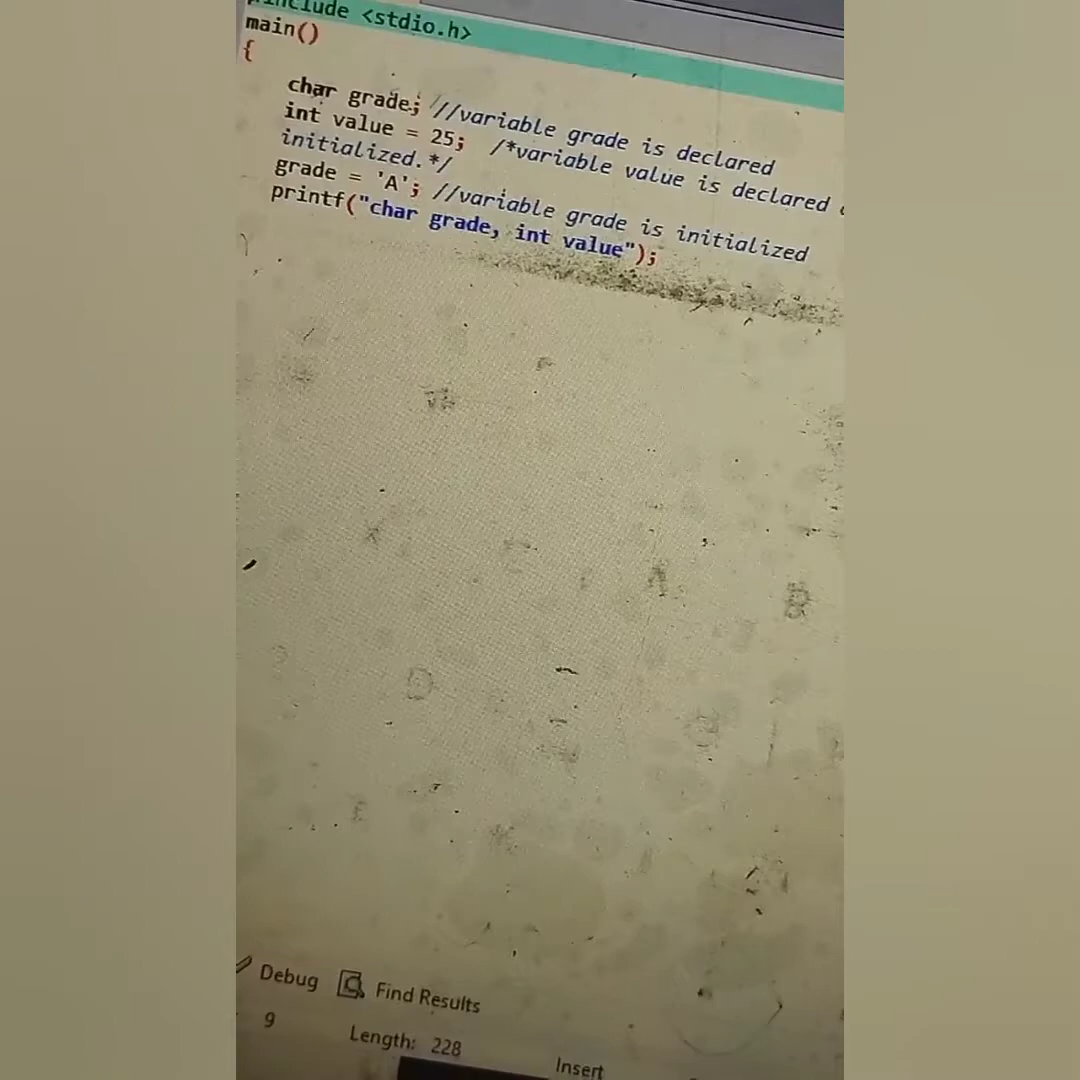 #include <stdio.h>
main()
{
char grade; //variable grade is declared
int value = 25; /*variable value is declared
initialized.*/
grade = 'A'; //variable grade is initialized
printf("char grade, int value");
Debug Find Results
9 Length: 228 Insert